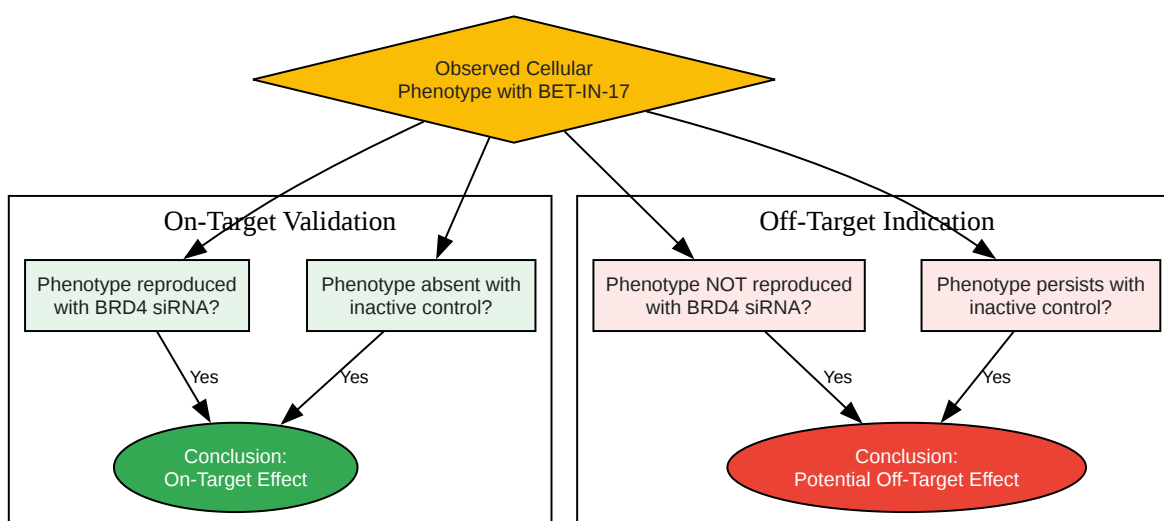 Observed Cellular
Phenotype with BET-IN-17
On-Target Validation
Phenotype reproduced
with BRD4 siRNA?
Phenotype absent with
inactive control?
Yes
Yes
Conclusion:
On-Target Effect
Off-Target Indication
Phenotype NOT reproduced
with BRD4 siRNA?
Phenotype persists with
inactive control?
Yes
Yes
Conclusion:
Potential Off-Target Effect